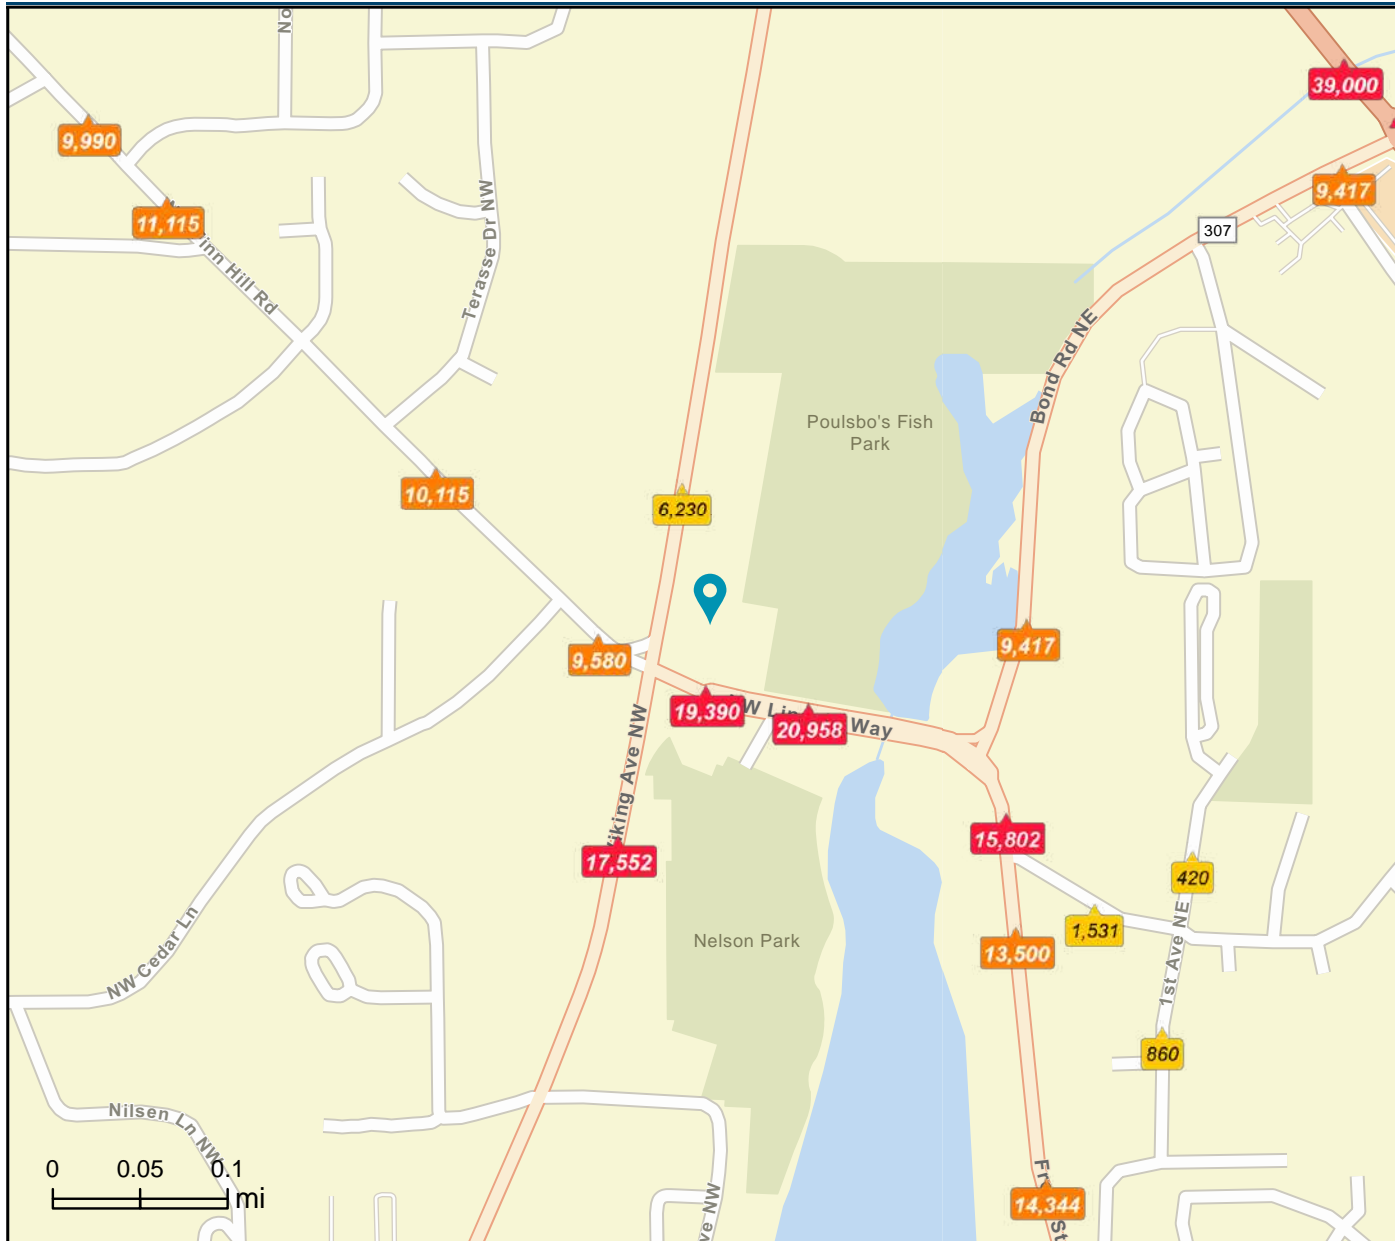 No
39,000
9,990
9,417
11,115
307
inn Hill Rd
Terasse Dr NW
Bond Rd NE
Poulsbo's Fish
Park
10,115
6,230
9,580
9,417
19,390
20,958
Way
Viking Ave NW
15,802
17,552
420
1,531
Nelson Park
13,500
NW Cedar Ln
1st Ave NE
860
Nilsen Ln NW
0 0.05 0.1
mi
14,344
ve NW